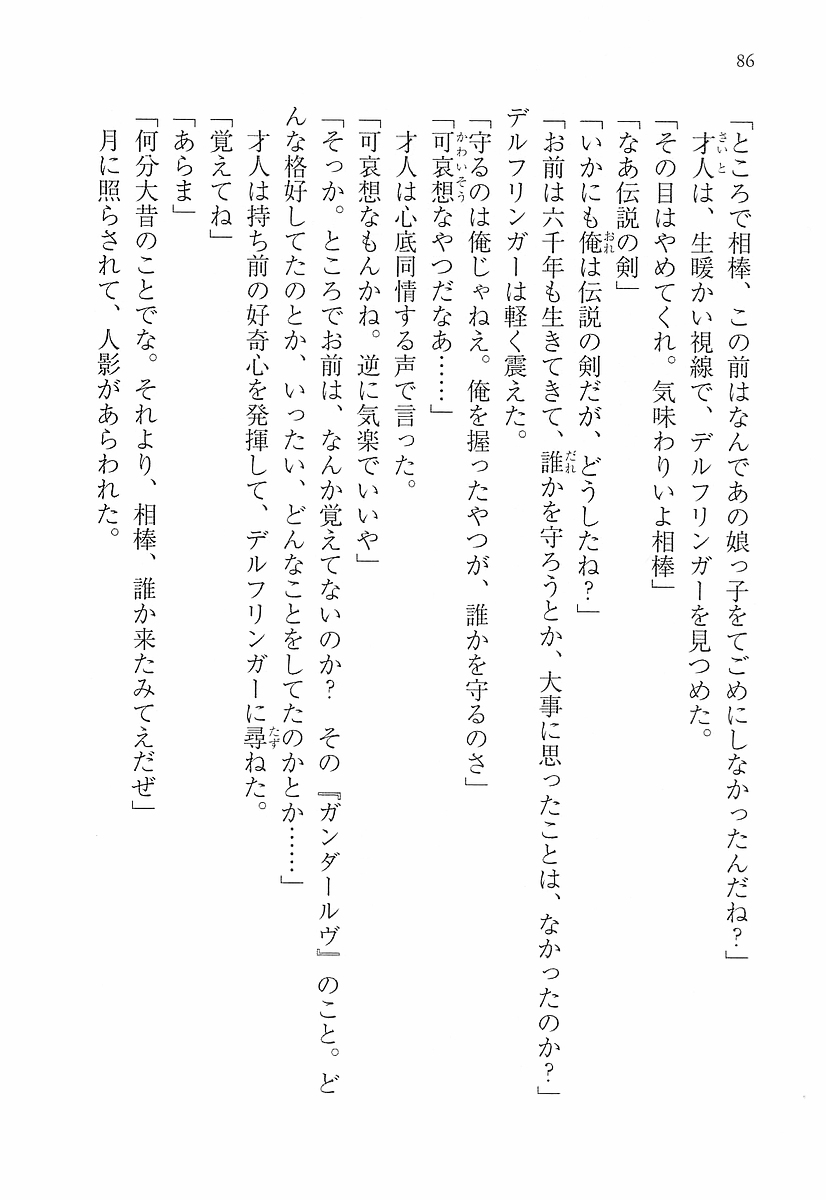 86
「ところで相棒、この前はなんであの娘っ子をてごめにしなかったんだね?」
才人は、生暖かい視線で、デルフリンガーを見つめた。
「その目はやめてくれ。気味わりいよ相棒」
「なあ伝説の剣」
「いかにも俺は伝説の剣だが、どうしたね?」
「お前は六千年も生きてきて、誰かを守ろうとか、大事に思ったことは、なかったのか?」
デルフリンガーは軽く震えた。
「守るのは俺じゃねえ。俺を握ったやつが、誰かを守るのさ」
「可哀想なやつだなあ……」
才人は心底同情する声で言った。
「可哀想なもんかね。逆に気楽でいいや」
「そっか。ところでお前は、なんか覚えてないのか? その『ガンダールヴ』のこと。ど
んな格好してたのとか、いったい、どんなことをしてたのかとか……」
才人は持ち前の好奇心を発揮して、デルフリンガーに尋ねた。
「覚えてね」
「あらま」
「何分大昔のことでな。それより、相棒、誰か来たみてえだぜ」
月に照らされて、人影があらわれた。